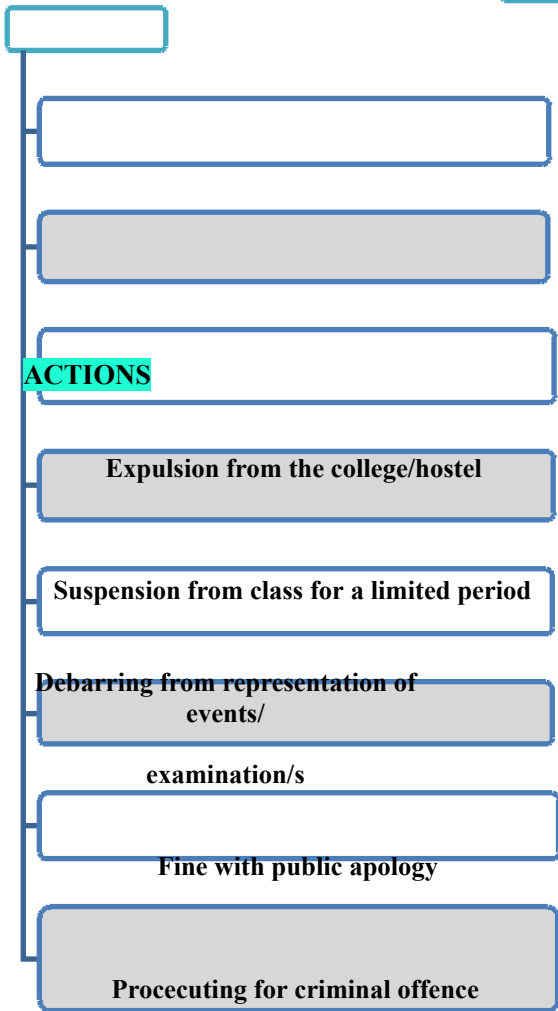 ACTIONS
Expulsion from the college/hostel
Suspension from class for a limited period
Debarring from representation of
events/
examination/s
Fine with public apology
Procecuting for criminal offence